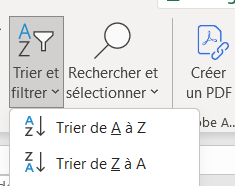 Trier et
filtrer
Rechercher et
sélectionner
Créer
un PDF
Trier de A à Z
Trier de Z à A